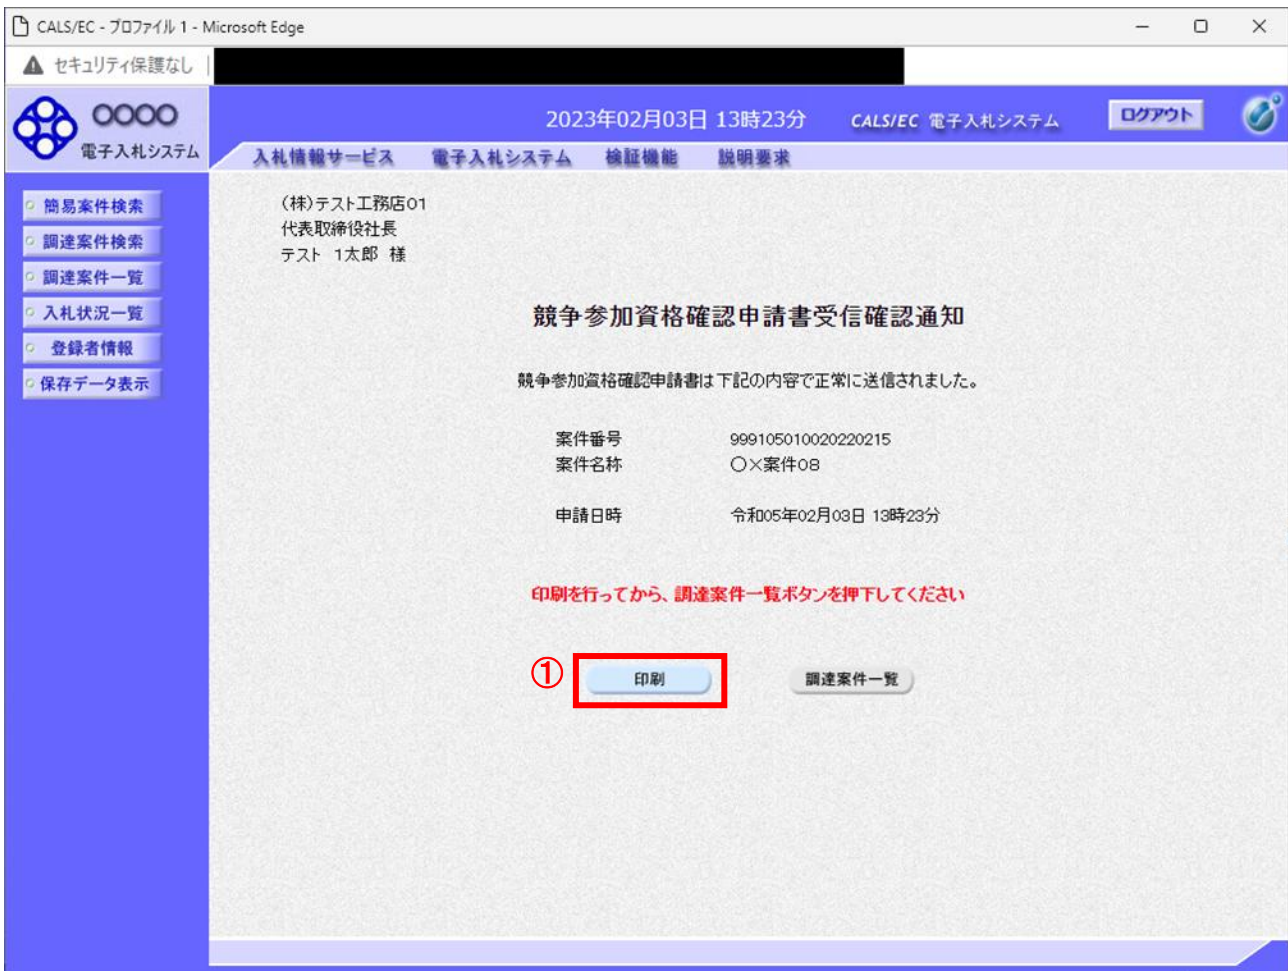 CALS/EC - プロファイル 1 - Microsoft Edge
セキュリティ保護なし
〇〇〇〇
電子入札システム
2023年02月03日 13時23分
CALS/EC 電子入札システム
ログアウト
入札情報サービス 電子入札システム 検証機能 説明要求
簡易案件検索
調達案件検索
調達案件一覧
入札状況一覧
登録者情報
保存データ表示
(株)テスト工務店01
代表取締役社長
テスト 1太郎 様
競争参加資格確認申請書受信確認通知
競争参加資格確認申請書は下記の内容で正常に送信されました。
案件番号 999105010020220215
案件名称 〇×案件08
申請日時 令和05年02月03日 13時23分
印刷を行ってから、調達案件一覧ボタンを押下してください
① 印刷 調達案件一覧